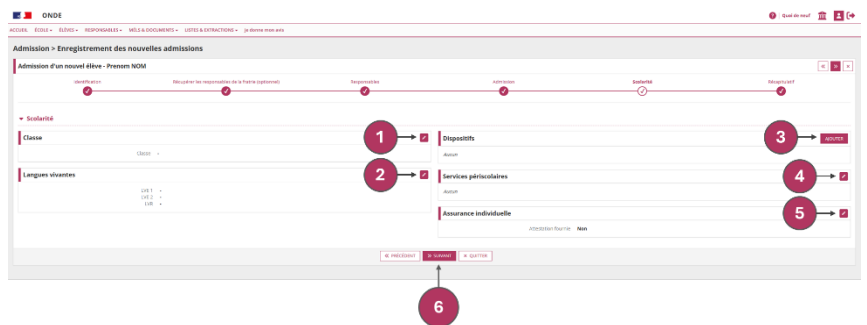 ONDE
Quoi de neuf
ACCUEIL ÉCOLE ÉLÈVES RESPONSABLES MÉLS & DOCUMENTS LISTES & EXTRACTIONS Je donne mon avis
Admission > Enregistrement des nouvelles admissions
Admission d'un nouvel élève - Prenom NOM
Identification
Récupérer les responsables de la fratrie (optionnel)
Responsables
Admission
Scolarité
Récapitulatif
Scolarité
Classe
1
Classe -
Langues vivantes
2
LVE 1 -
LVE 2 -
LVR -
Dispositifs
3
AJOUTER
Aucun
Services périscolaires
4
Aucun
Assurance individuelle
5
Attestation fournie Non
« PRÉCÉDENT » SUIVANT × QUITTER
6